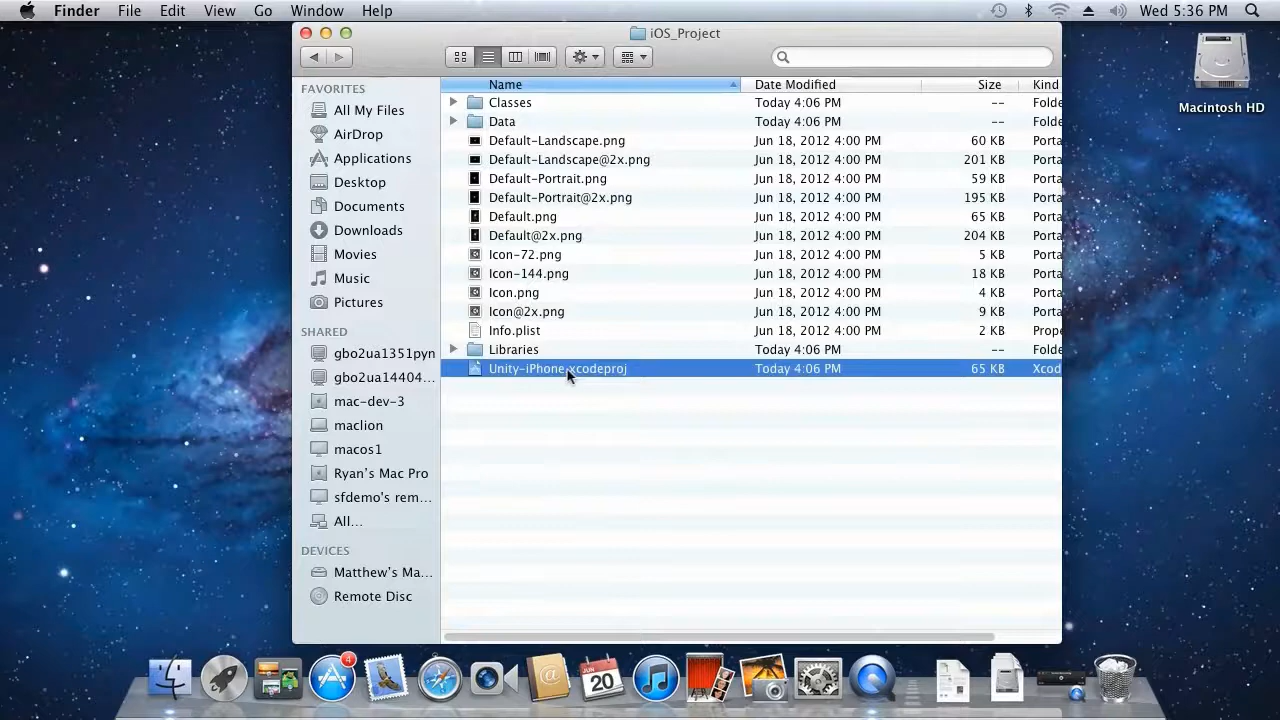 Finder File Edit View Go Window Help Wed 5:36 PM
iOS_Project
Macintosh HD
FAVORITES
All My Files
AirDrop
Applications
Desktop
Documents
Downloads
Movies
Music
Pictures
SHARED
gbo2ua1351pyn
gbo2ua14404...
mac-dev-3
maclion
macos1
Ryan's Mac Pro
sfdemo's rem...
All...
DEVICES
Matthew's Ma...
Remote Disc
Name Date Modified Size Kind
Classes Today 4:06 PM -- Folde
Data Today 4:06 PM -- Folde
Default-Landscape.png Jun 18, 2012 4:00 PM 60 KB Porta
Default-Landscape@2x.png Jun 18, 2012 4:00 PM 201 KB Porta
Default-Portrait.png Jun 18, 2012 4:00 PM 59 KB Porta
Default-Portrait@2x.png Jun 18, 2012 4:00 PM 195 KB Porta
Default.png Jun 18, 2012 4:00 PM 65 KB Porta
Default@2x.png Jun 18, 2012 4:00 PM 204 KB Porta
Icon-72.png Jun 18, 2012 4:00 PM 5 KB Porta
Icon-144.png Jun 18, 2012 4:00 PM 18 KB Porta
Icon.png Jun 18, 2012 4:00 PM 4 KB Porta
Icon@2x.png Jun 18, 2012 4:00 PM 9 KB Porta
Info.plist Jun 18, 2012 4:00 PM 2 KB Prope
Libraries Today 4:06 PM -- Folde
Unity-iPhone.xcodeproj Today 4:06 PM 65 KB Xcod
4
JUN
20